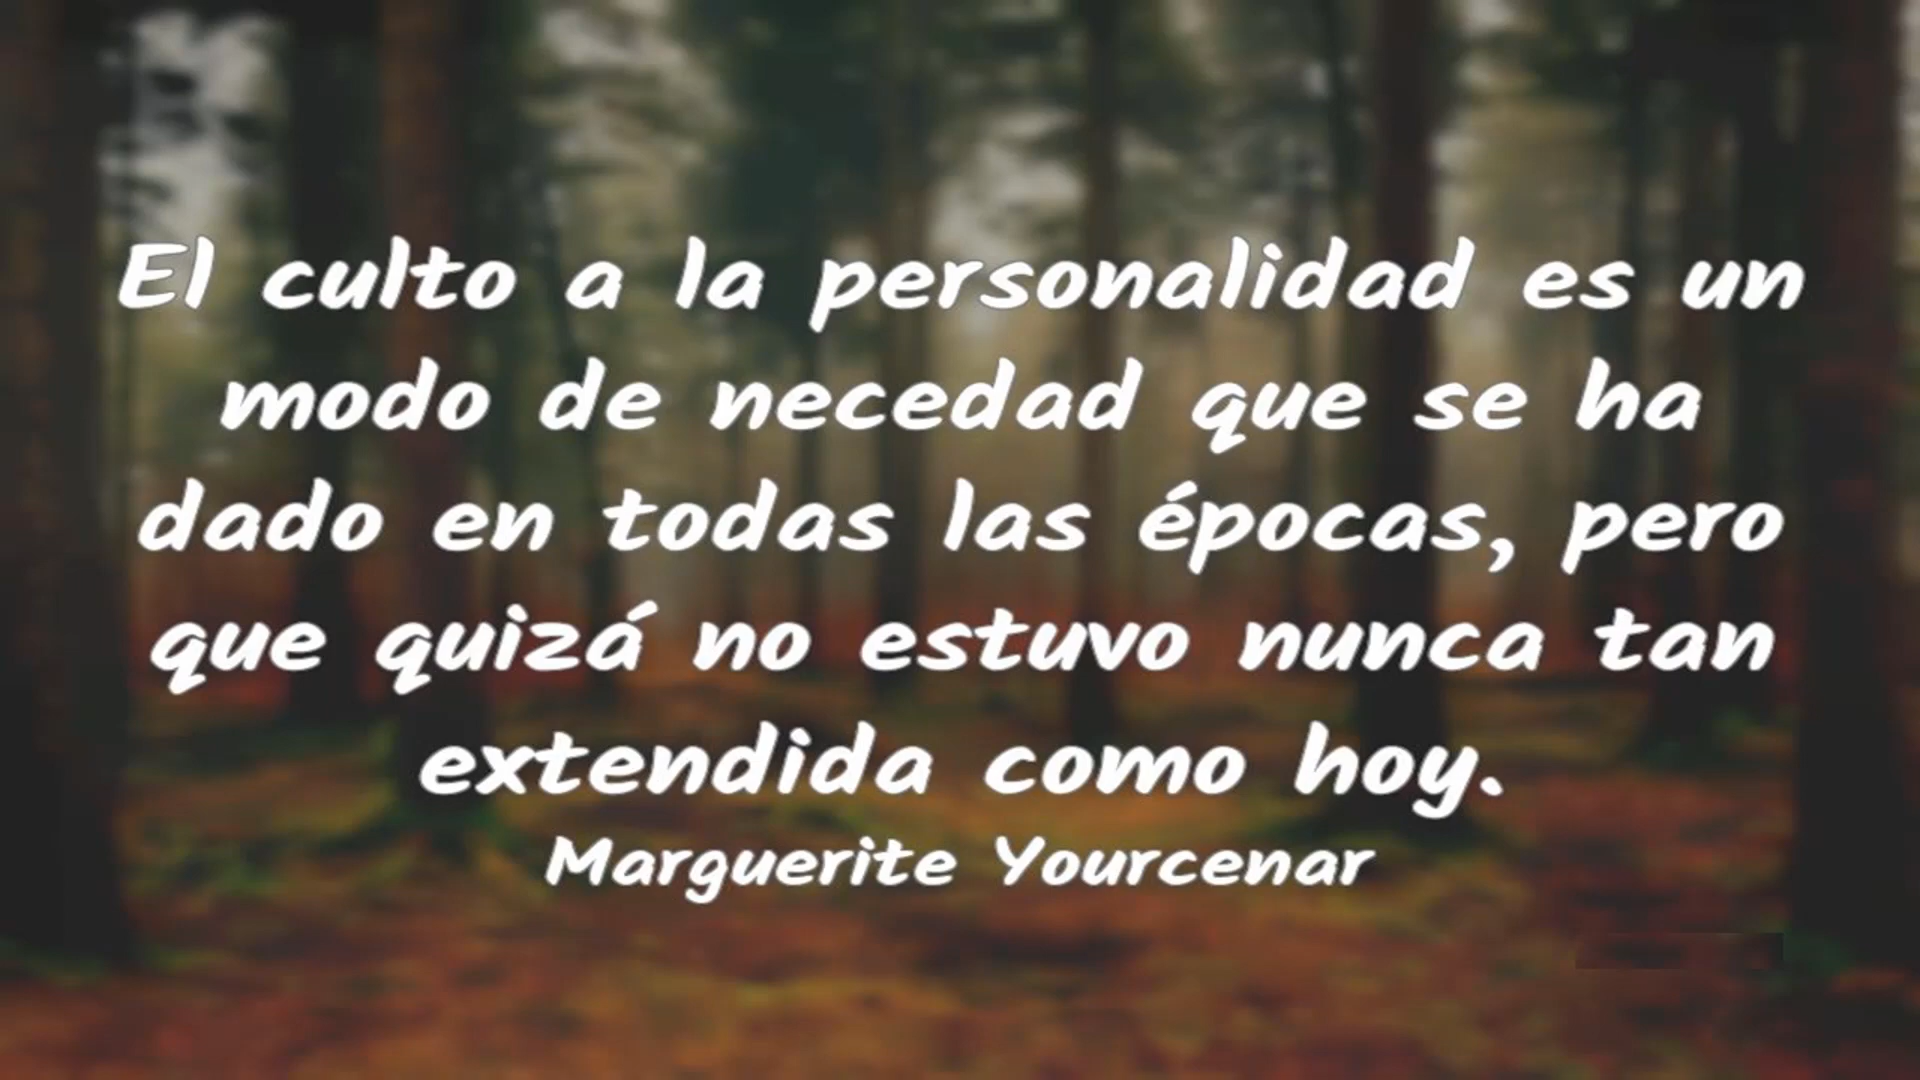 El culto a la personalidad es un
modo de necedad que se ha
dado en todas las épocas, pero
que quizá no estuvo nunca tan
extendida como hoy.
Marguerite Yourcenar